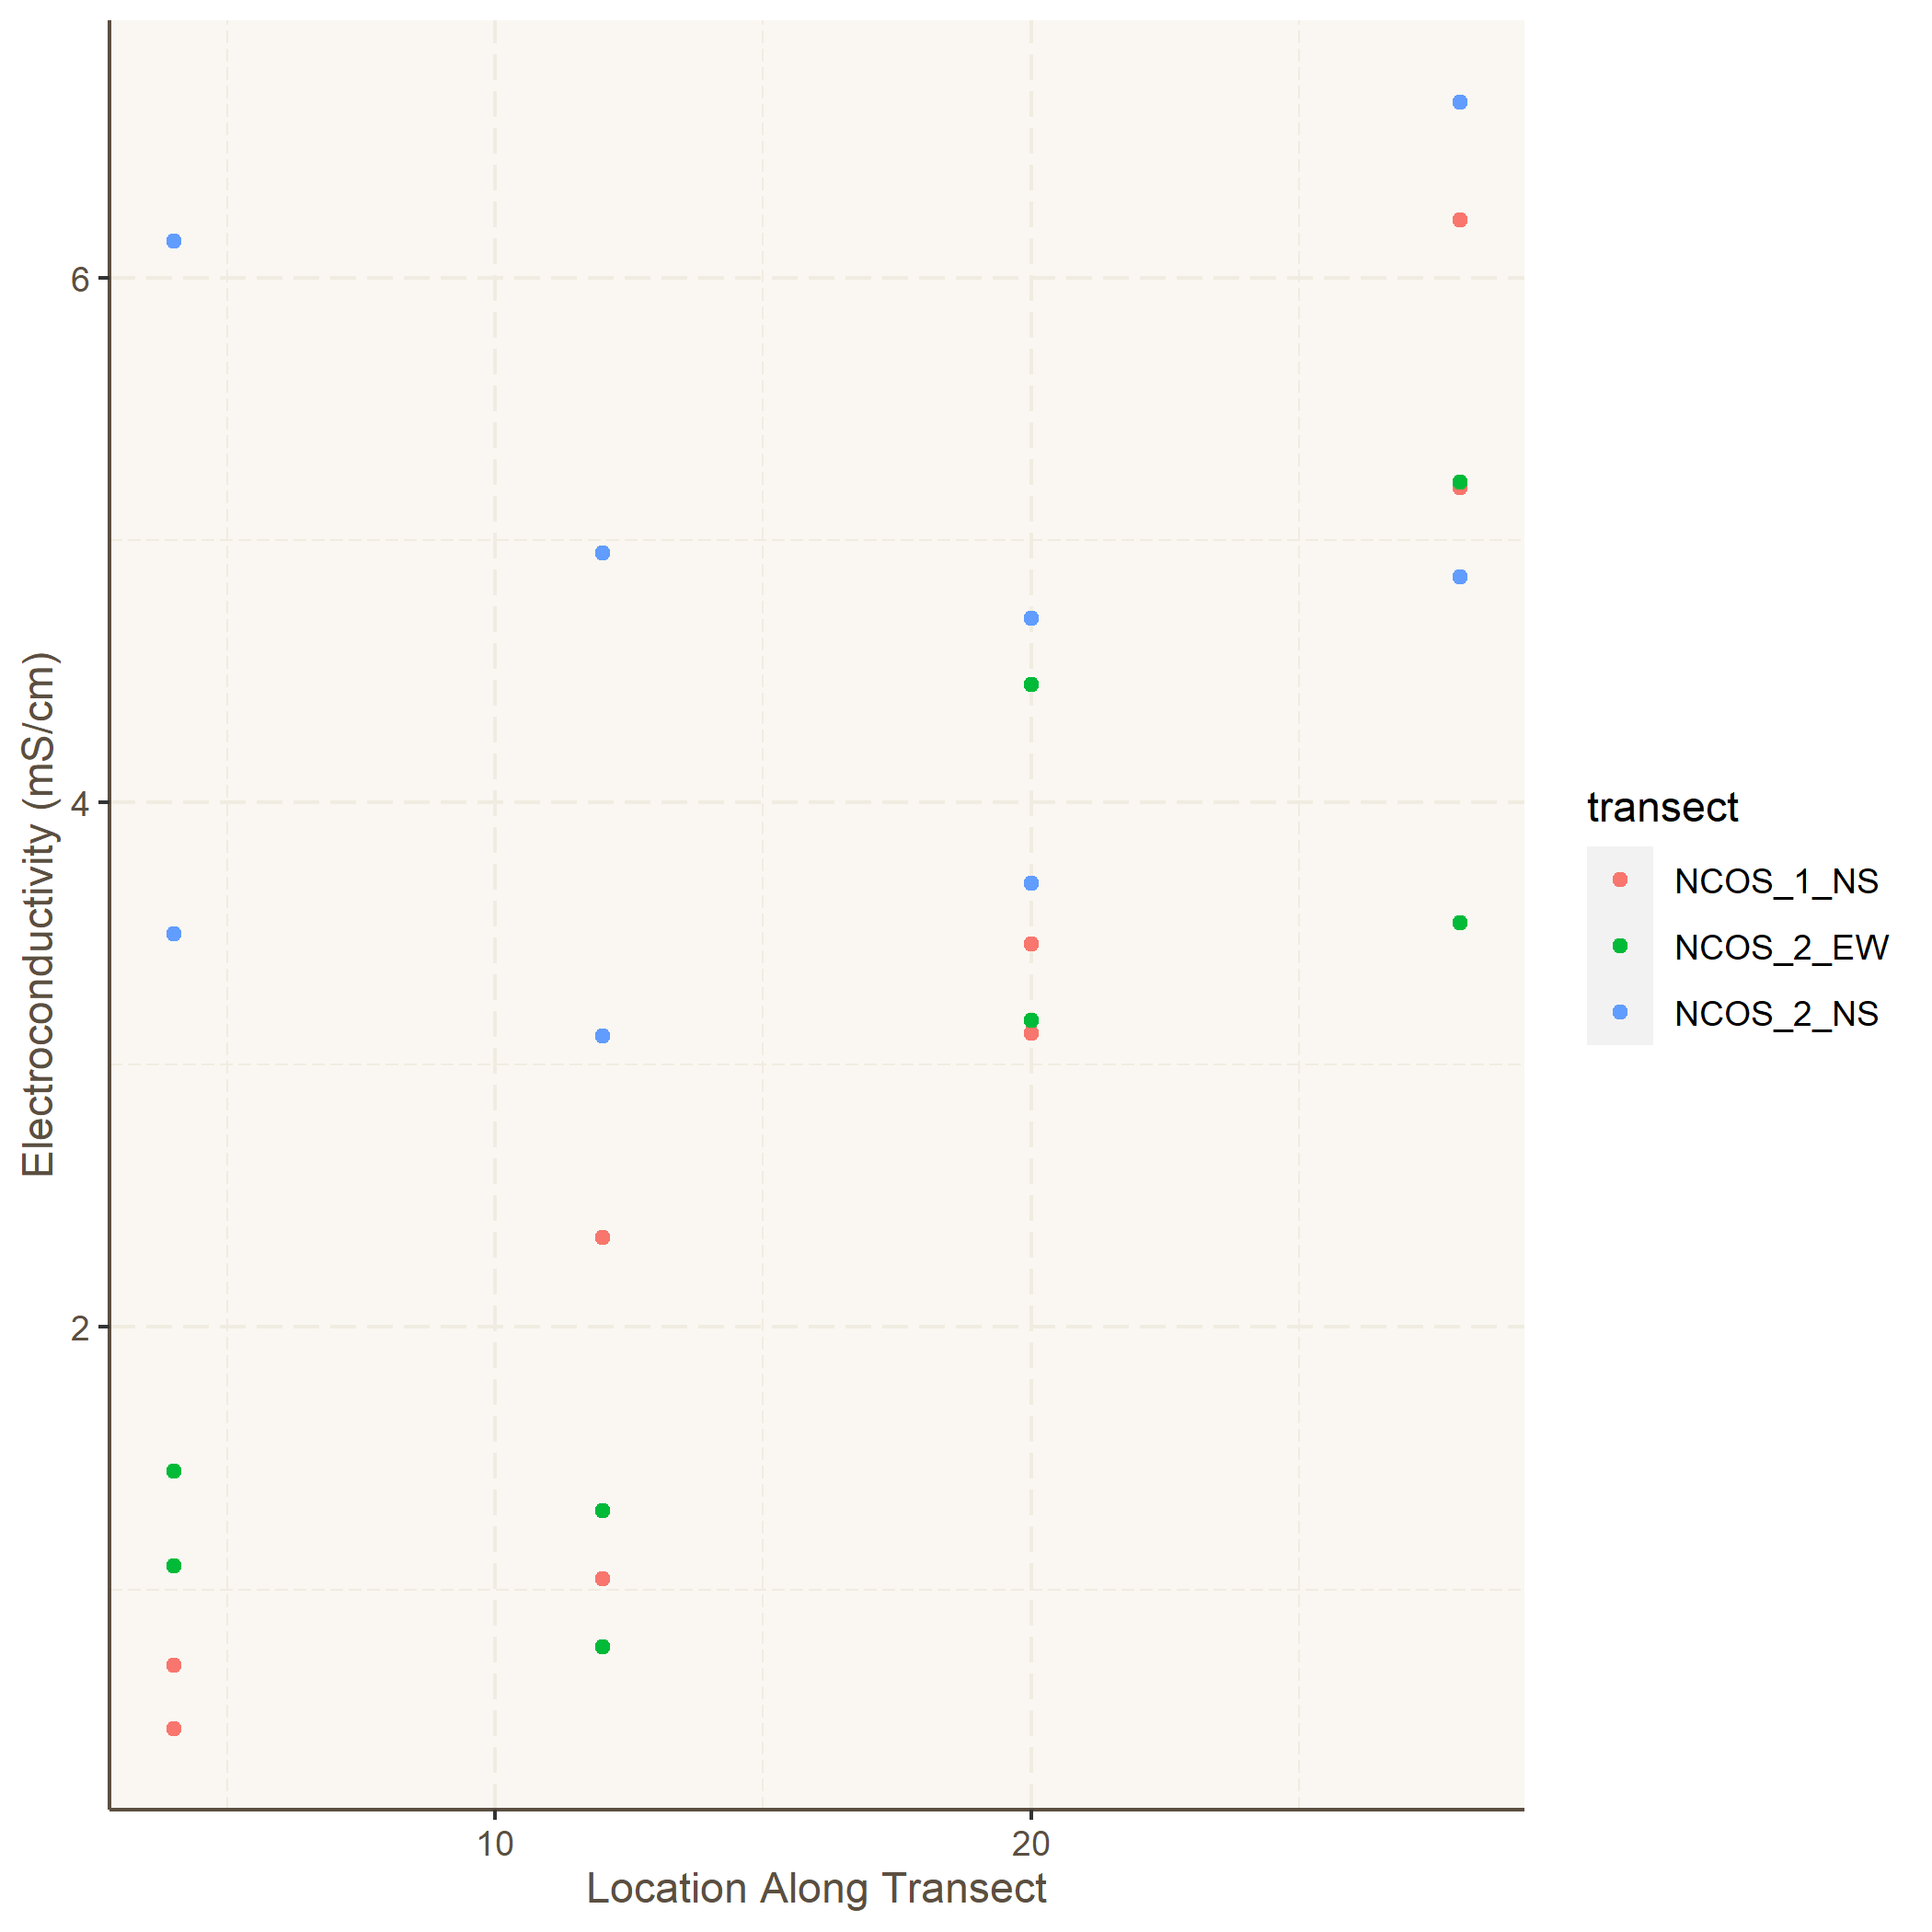 Electroconductivity (mS/cm)
6
4
2
10
20
Location Along Transect
transect
NCOS_1_NS
NCOS_2_EW
NCOS_2_NS